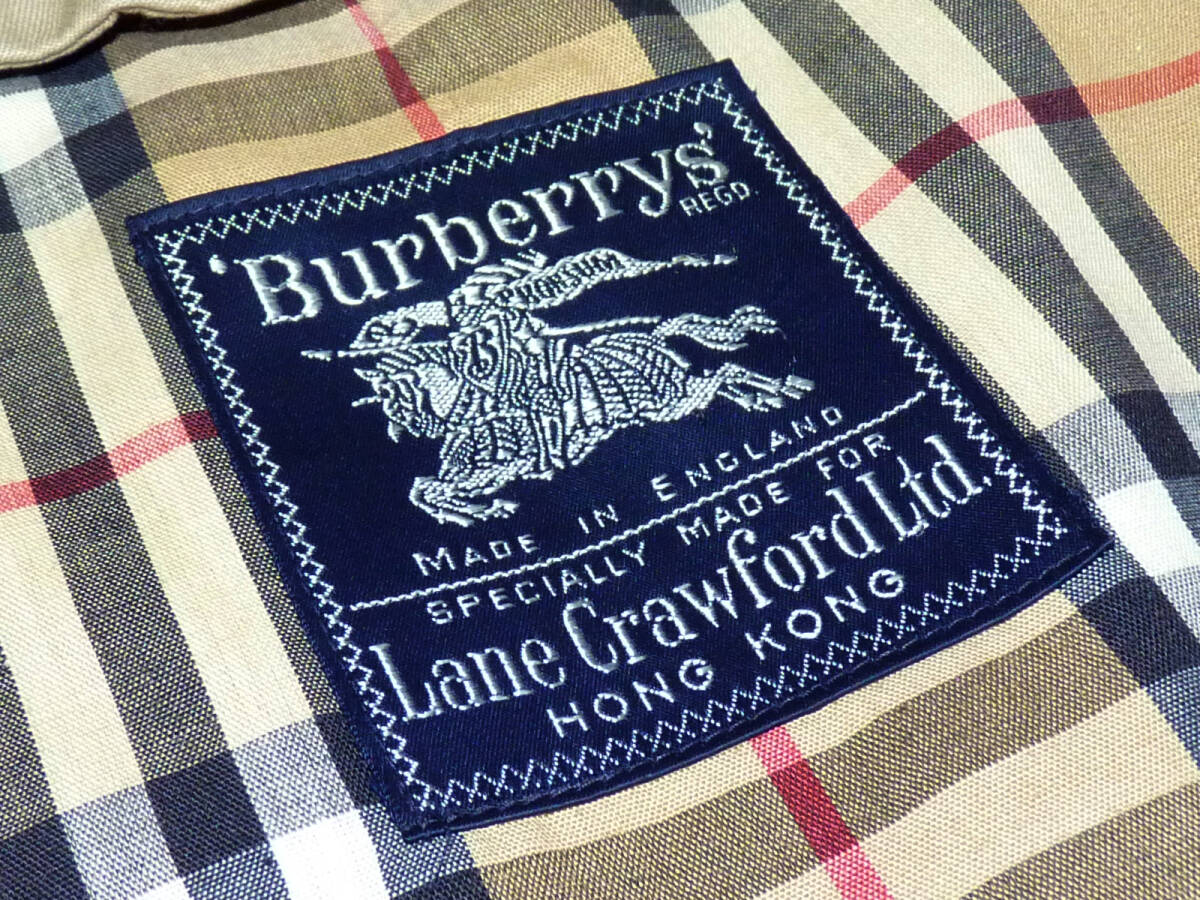 'Burberrys'
REGD.
PRORSUM
B
MADE IN ENGLAND
SPECIALLY MADE FOR
Lane Crawford Ltd.
HONG KONG